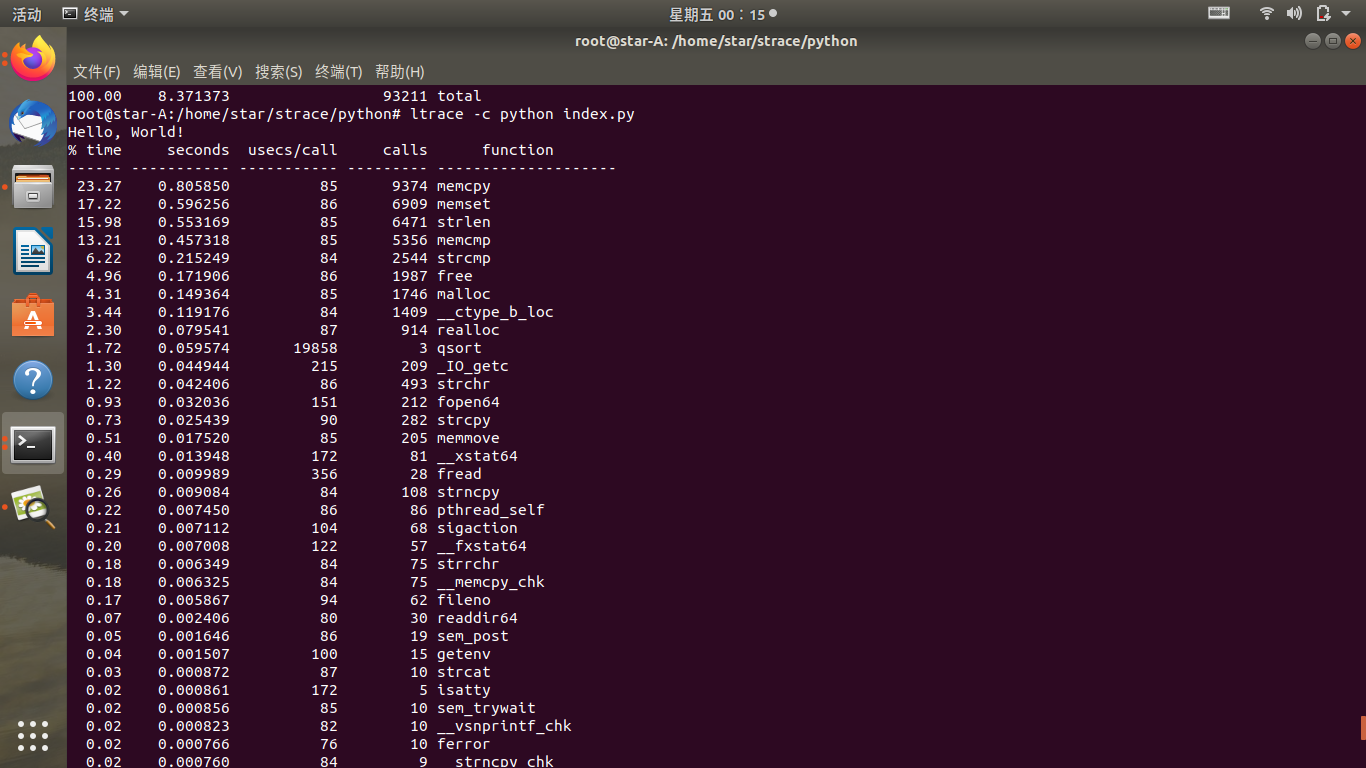 活动 终端 星期五 00：15
root@star-A: /home/star/strace/python
文件(F) 编辑(E) 查看(V) 搜索(S) 终端(T) 帮助(H)
100.00 8.371373 93211 total
root@star-A:/home/star/strace/python# ltrace -c python index.py
Hello, World!
% time seconds usecs/call calls function
------ ----------- ----------- --------- --------------------
23.27 0.805850 85 9374 memcpy
17.22 0.596256 86 6909 memset
15.98 0.553169 85 6471 strlen
13.21 0.457318 85 5356 memcmp
6.22 0.215249 84 2544 strcmp
4.96 0.171906 86 1987 free
4.31 0.149364 85 1746 malloc
3.44 0.119176 84 1409 __ctype_b_loc
2.30 0.079541 87 914 realloc
1.72 0.059574 19858 3 qsort
1.30 0.044944 215 209 _IO_getc
1.22 0.042406 86 493 strchr
0.93 0.032036 151 212 fopen64
0.73 0.025439 90 282 strcpy
0.51 0.017520 85 205 memmove
0.40 0.013948 172 81 __xstat64
0.29 0.009989 356 28 fread
0.26 0.009084 84 108 strncpy
0.22 0.007450 86 86 pthread_self
0.21 0.007112 104 68 sigaction
0.20 0.007008 122 57 __fxstat64
0.18 0.006349 84 75 strrchr
0.18 0.006325 84 75 __memcpy_chk
0.17 0.005867 94 62 fileno
0.07 0.002406 80 30 readdir64
0.05 0.001646 86 19 sem_post
0.04 0.001507 100 15 getenv
0.03 0.000872 87 10 strcat
0.02 0.000861 172 5 isatty
0.02 0.000856 85 10 sem_trywait
0.02 0.000823 82 10 __vsnprintf_chk
0.02 0.000766 76 10 ferror
0.02 0.000760 84 9 __strncpy_chk